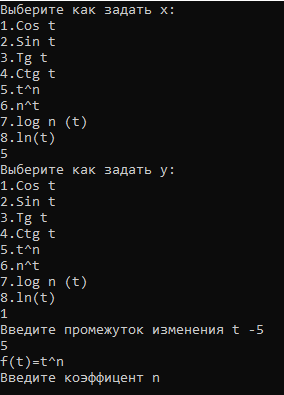 Выберите как задать x:
1.Cos t
2.Sin t
3.Tg t
4.Ctg t
5.t^n
6.n^t
7.log n (t)
8.ln(t)
5
Выберите как задать y:
1.Cos t
2.Sin t
3.Tg t
4.Ctg t
5.t^n
6.n^t
7.log n (t)
8.ln(t)
1
Введите промежуток изменения t -5
5
f(t)=t^n
Введите коэффицент n